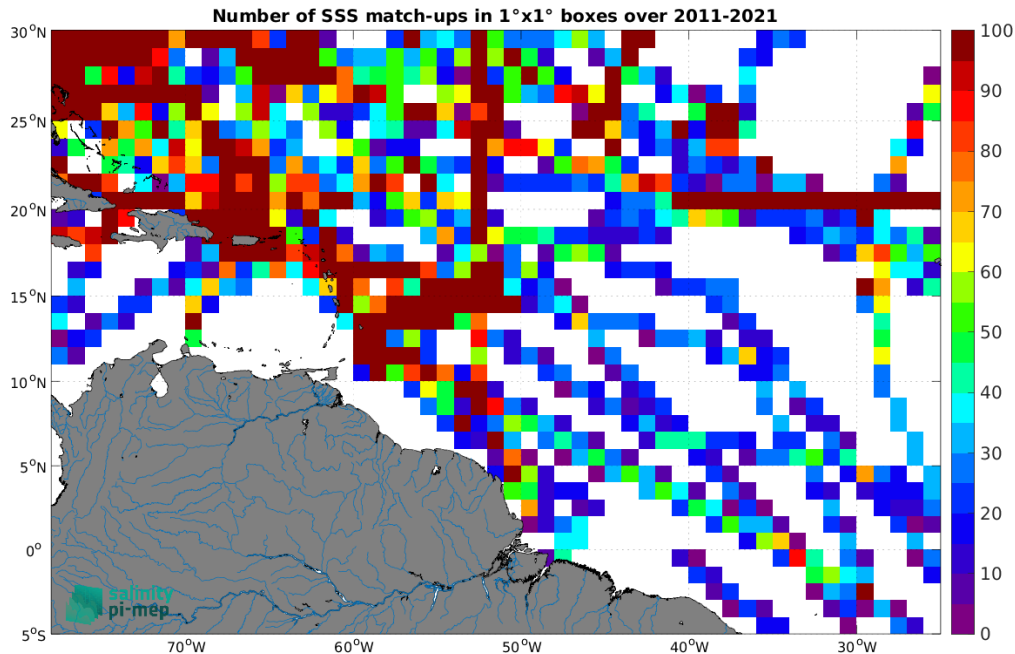 Number of SSS match-ups in 1°x1° boxes over 2011-2021
30°N
25°N
20°N
15°N
10°N
5°N
0°
5°S
70°W
60°W
50°W
40°W
30°W
100
90
80
70
60
50
40
30
20
10
0
salinity
pi-mep